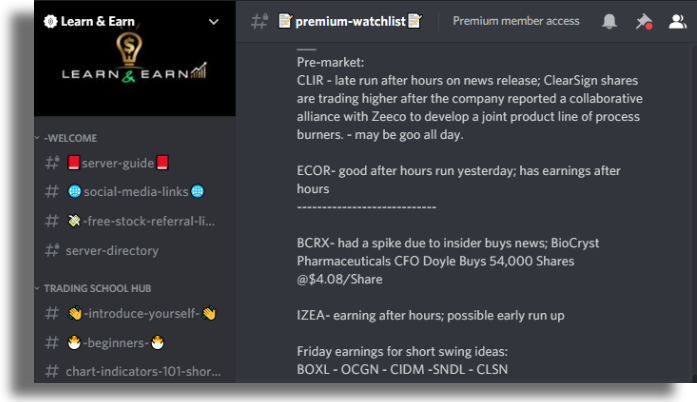 Learn & Earn
LEARN & EARN
-WELCOME
server-guide
social-media-links
-free-stock-referral-li...
server-directory
TRADING SCHOOL HUB
-introduce-yourself-
-beginners-
chart-indicators-101-shor...
premium-watchlist
Premium member access
Pre-market:
CLIR - late run after hours on news release; ClearSign shares
are trading higher after the company reported a collaborative
alliance with Zeeco to develop a joint product line of process
burners. - may be goo all day.
ECOR- good after hours run yesterday; has earnings after
hours
----------------------------
BCRX- had a spike due to insider buys news; BioCryst
Pharmaceuticals CFO Doyle Buys 54,000 Shares
@$4.08/Share
IZEA- earning after hours; possible early run up
Friday earnings for short swing ideas:
BOXL - OCGN - CIDM -SNDL - CLSN